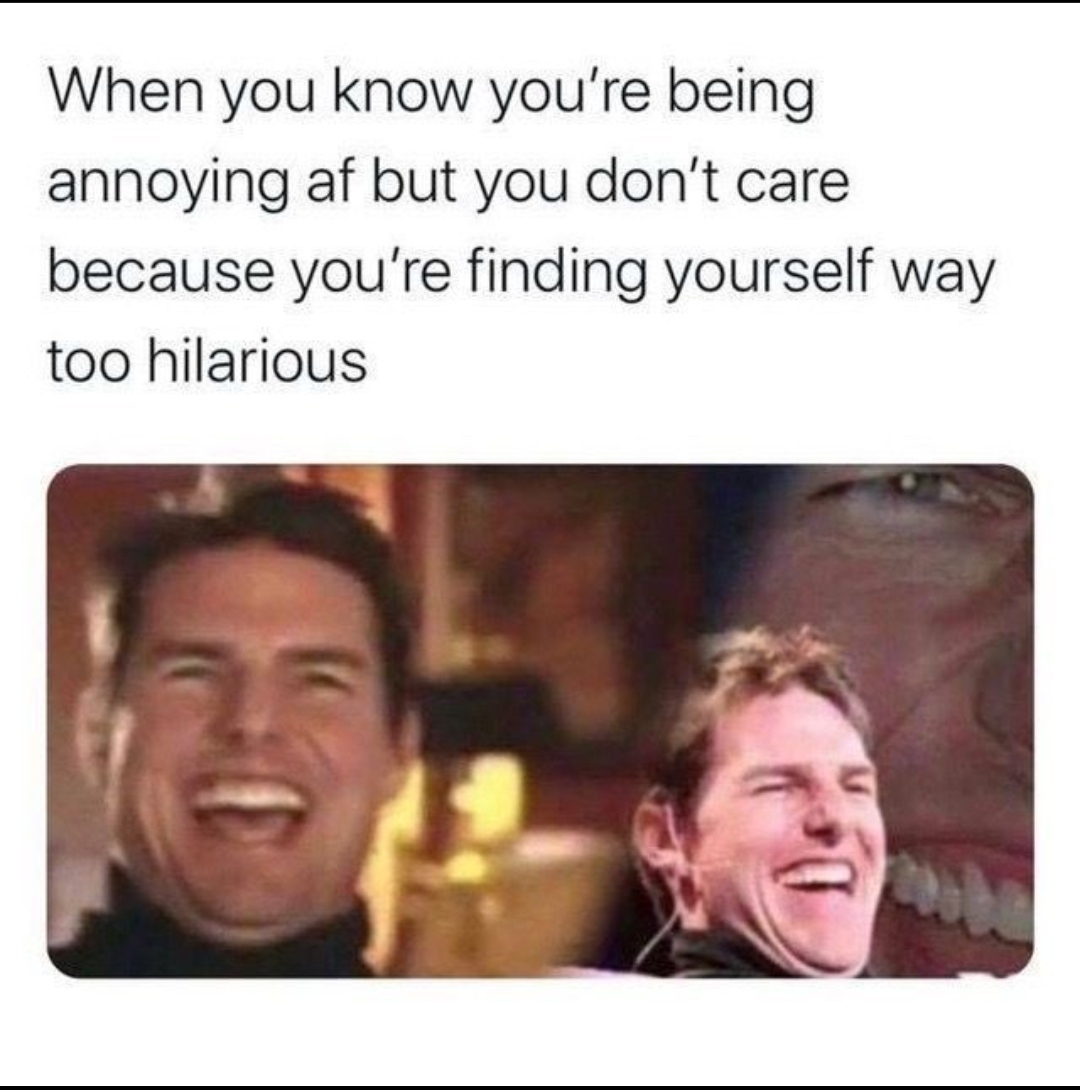 When you know you’re being
annoying af but you don’t care
because you’re finding yourself way
too hilarious